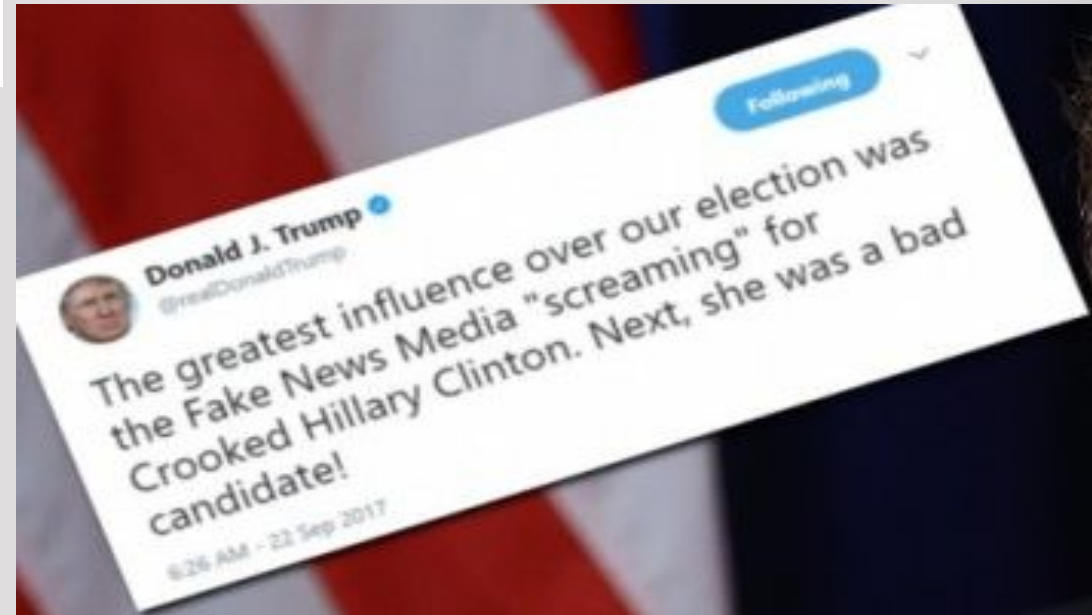 Following
Donald J. Trump
@realDonaldTrump
The greatest influence over our election was
the Fake News Media "screaming" for
Crooked Hillary Clinton. Next, she was a bad
candidate!
6:26 AM - 22 Sep 2017